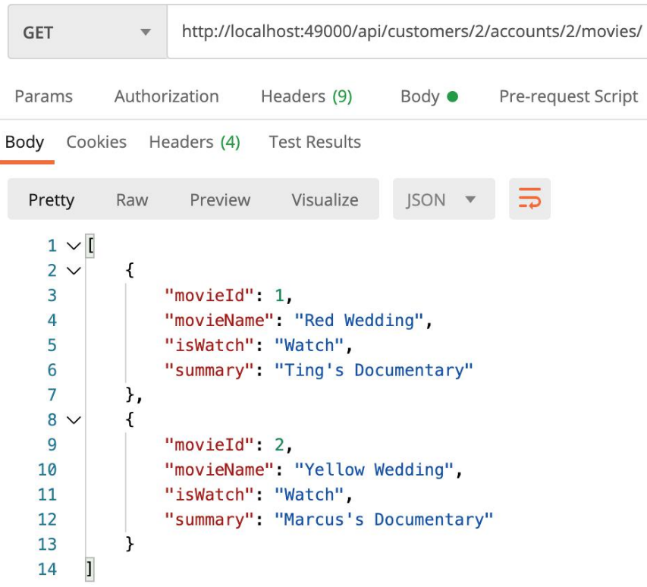 GET http://localhost:49000/api/customers/2/accounts/2/movies/
Params Authorization Headers (9) Body Pre-request Script
Body Cookies Headers (4) Test Results
Pretty Raw Preview Visualize JSON
1 [
2 {
3 "movieId": 1,
4 "movieName": "Red Wedding",
5 "isWatch": "Watch",
6 "summary": "Ting's Documentary"
7 },
8 {
9 "movieId": 2,
10 "movieName": "Yellow Wedding",
11 "isWatch": "Watch",
12 "summary": "Marcus's Documentary"
13 }
14 ]